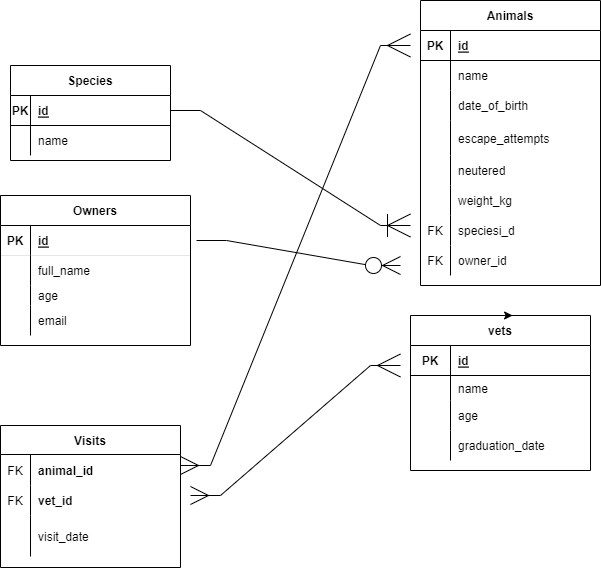 Animals
PK id
name
date_of_birth
escape_attempts
neutered
weight_kg
FK speciesi_d
FK owner_id
Species
PK id
name
Owners
PK id
full_name
age
email
vets
PK id
name
age
graduation_date
Visits
FK animal_id
FK vet_id
visit_date